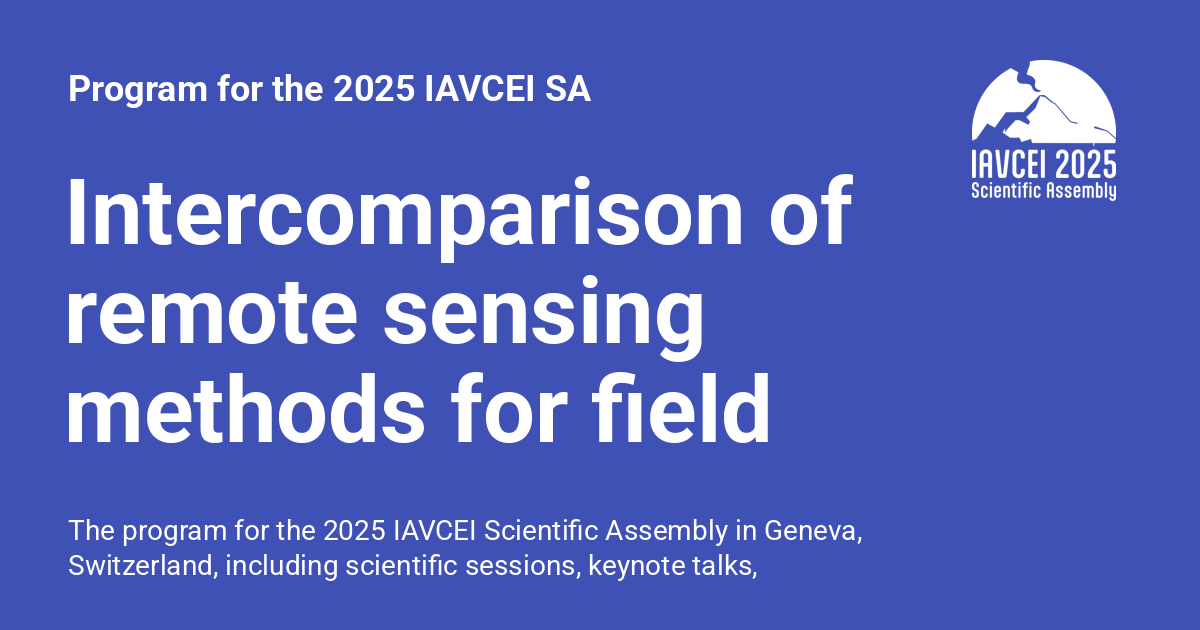 Program for the 2025 IAVCEI SA
IAVCEI 2025
Scientific Assembly
Intercomparison of
remote sensing
methods for field
The program for the 2025 IAVCEI Scientific Assembly in Geneva,
Switzerland, including scientific sessions, keynote talks,